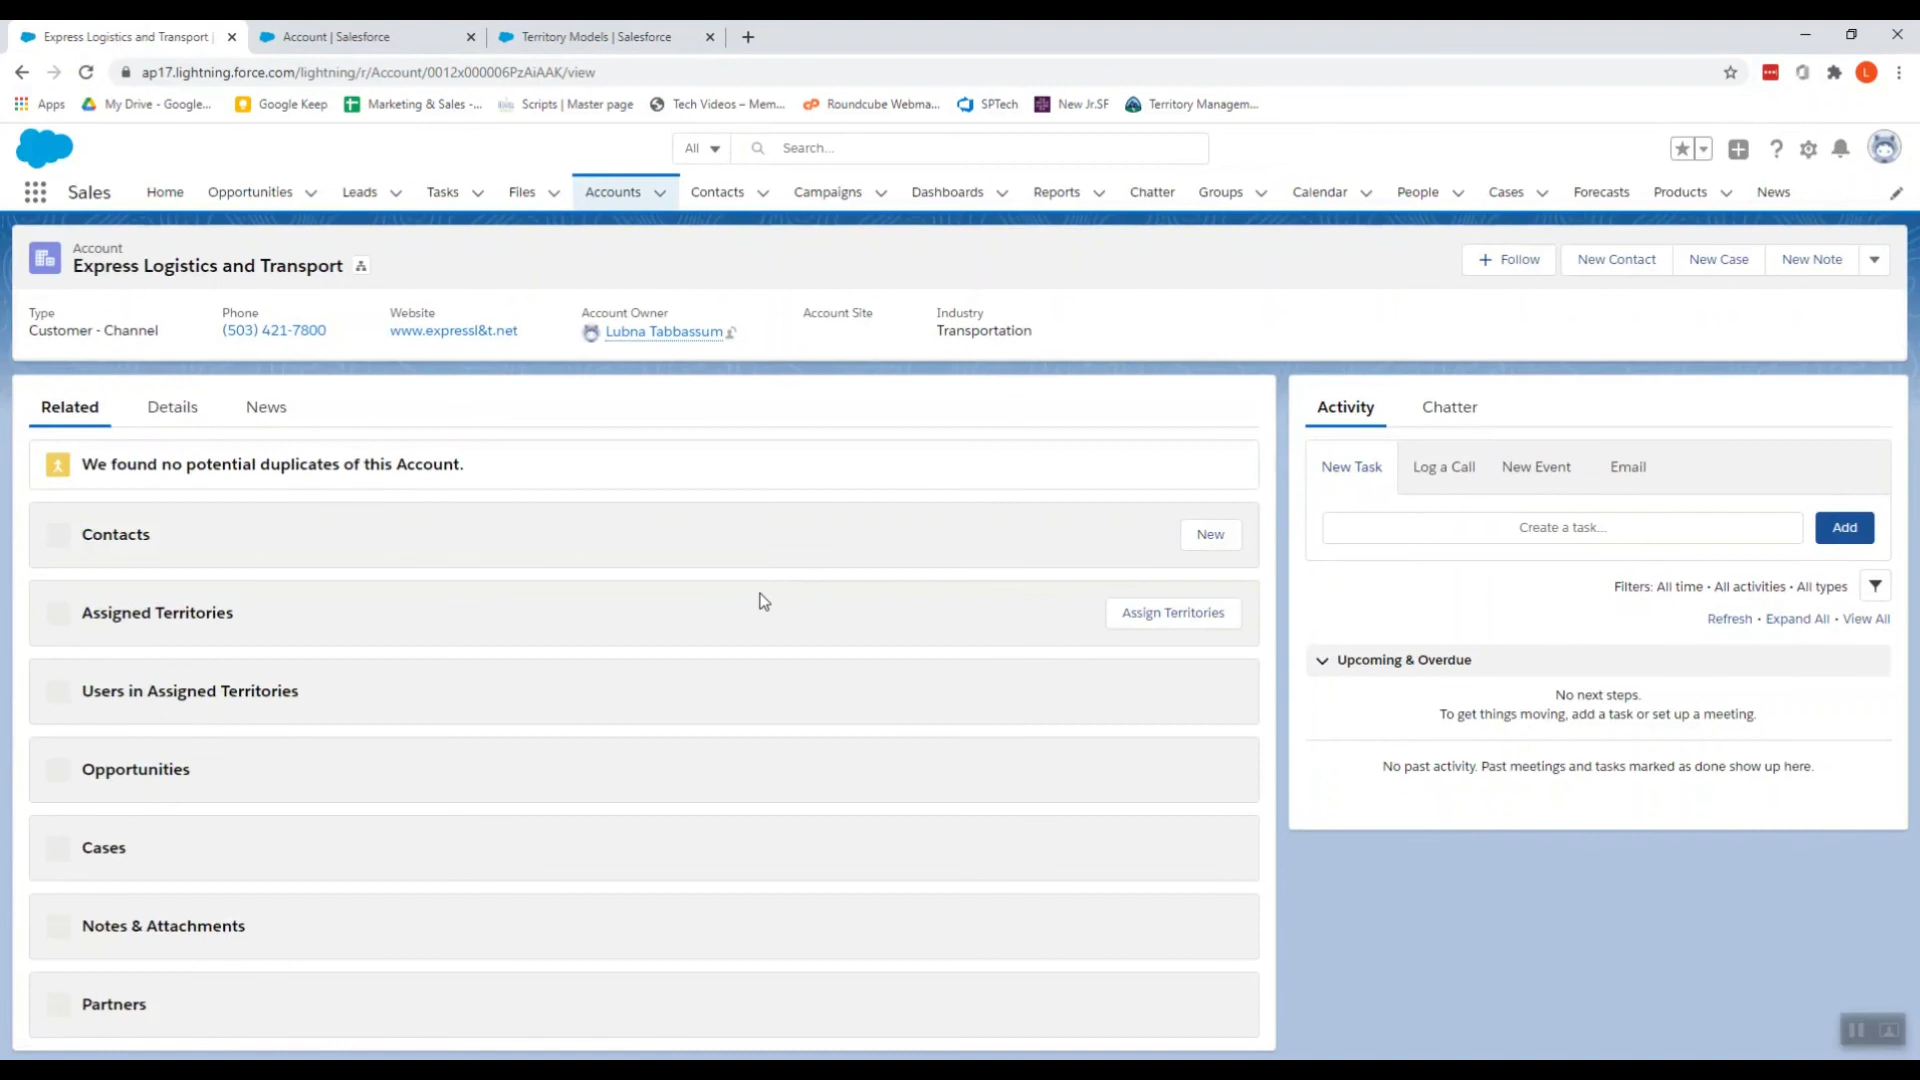 Express Logistics and Transport |
Account | Salesforce
Territory Models | Salesforce
ap17.lightning.force.com/lightning/r/Account/0012x000006PzAiAAK/view
L
Apps
My Drive - Google...
Google Keep
Marketing & Sales -...
Scripts | Master page
Tech Videos – Mem...
Roundcube Webma...
SPTech
New Jr.SF
Territory Managem...
All
Search...
Sales
Home
Opportunities
Leads
Tasks
Files
Accounts
Contacts
Campaigns
Dashboards
Reports
Chatter
Groups
Calendar
People
Cases
Forecasts
Products
News
Account
Express Logistics and Transport
+ Follow
New Contact
New Case
New Note
Type
Customer - Channel
Phone
(503) 421-7800
Website
www.expressl&t.net
Account Owner
Lubna Tabbassum
Account Site
Industry
Transportation
Related
Details
News
We found no potential duplicates of this Account.
Contacts
New
Assigned Territories
Assign Territories
Users in Assigned Territories
Opportunities
Cases
Notes & Attachments
Partners
Activity
Chatter
New Task
Log a Call
New Event
Email
Create a task...
Add
Filters: All time • All activities • All types
Refresh • Expand All • View All
Upcoming & Overdue
No next steps.
To get things moving, add a task or set up a meeting.
No past activity. Past meetings and tasks marked as done show up here.